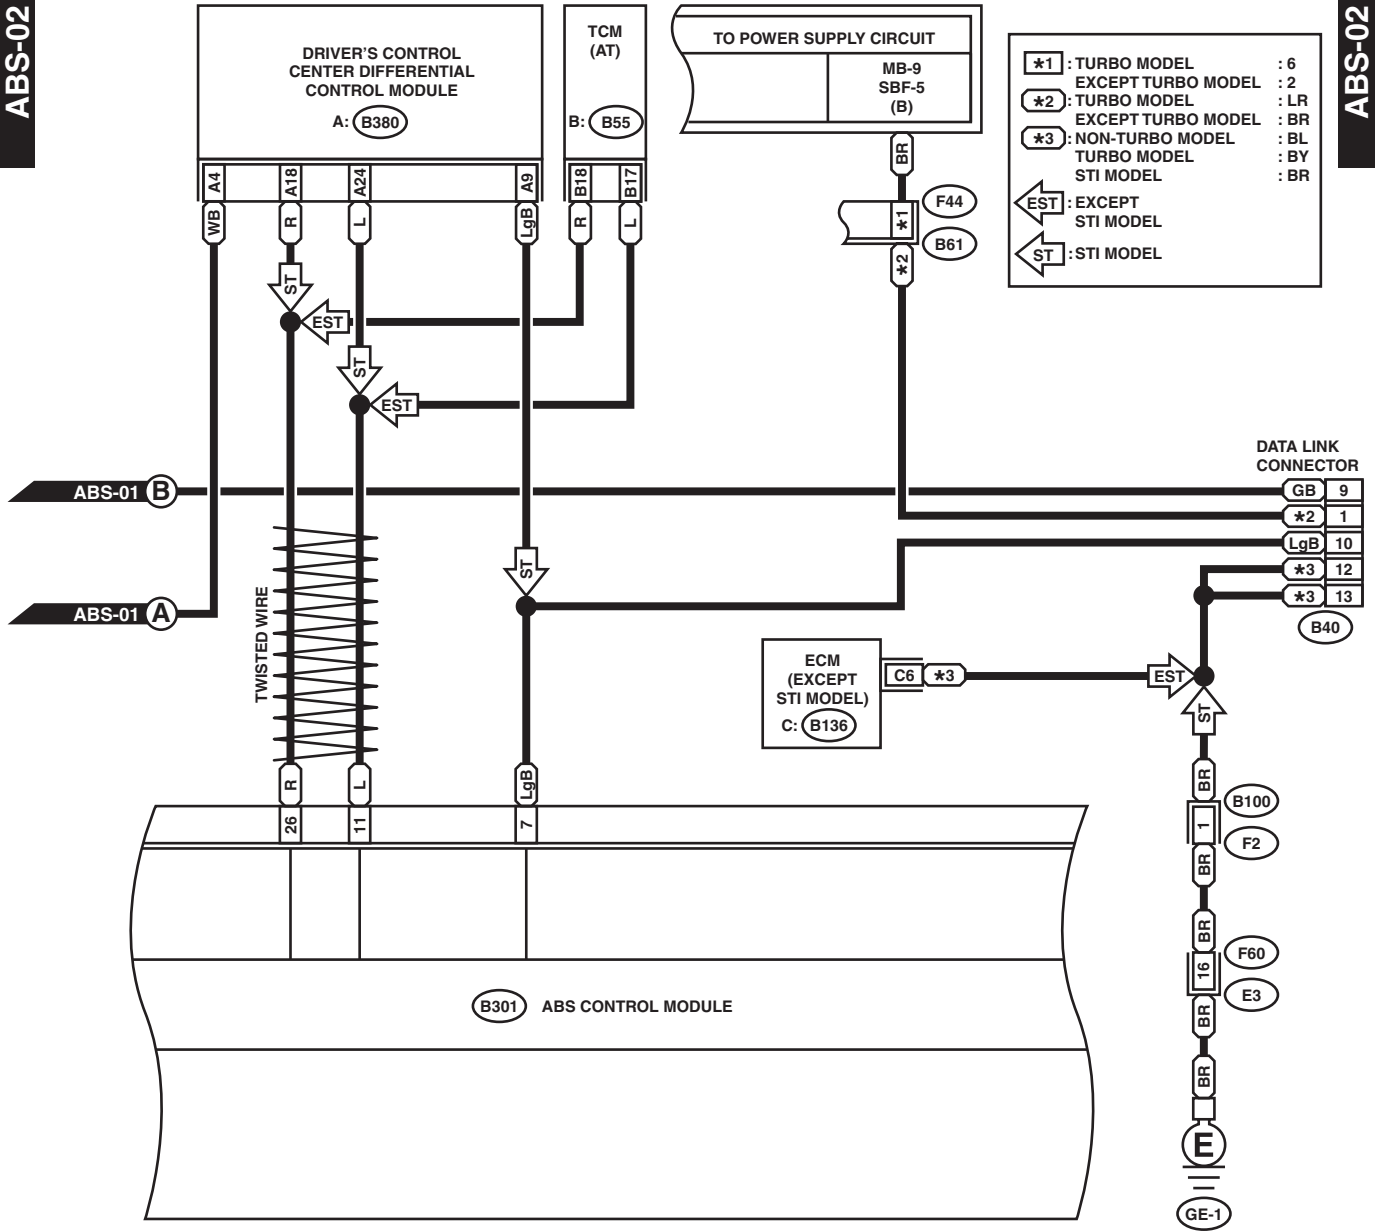 ABS-02
ABS-02
DRIVER'S CONTROL
CENTER DIFFERENTIAL
CONTROL MODULE
A: B380
TCM
(AT)
B: B55
TO POWER SUPPLY CIRCUIT
MB-9
SBF-5
(B)
*1 : TURBO MODEL : 6
EXCEPT TURBO MODEL : 2
*2 : TURBO MODEL : LR
EXCEPT TURBO MODEL : BR
*3 : NON-TURBO MODEL : BL
TURBO MODEL : BY
STI MODEL : BR
EST : EXCEPT
STI MODEL
ST : STI MODEL
A4 A18 A24 A9 B18 B17
WB R L LgB R L
BR
F44
*1
B61
*2
ST
EST
ST
EST
DATA LINK
CONNECTOR
ABS-01 B
GB 9
*2 1
LgB 10
*3 12
*3 13
B40
ST
TWISTED WIRE
ABS-01 A
ECM
(EXCEPT
STI MODEL)
C: B136
C6 *3
EST
ST
R L LgB
26 11 7
BR
B100
1
F2
BR
BR
F60
16
E3
BR
BR
E
GE-1
B301 ABS CONTROL MODULE